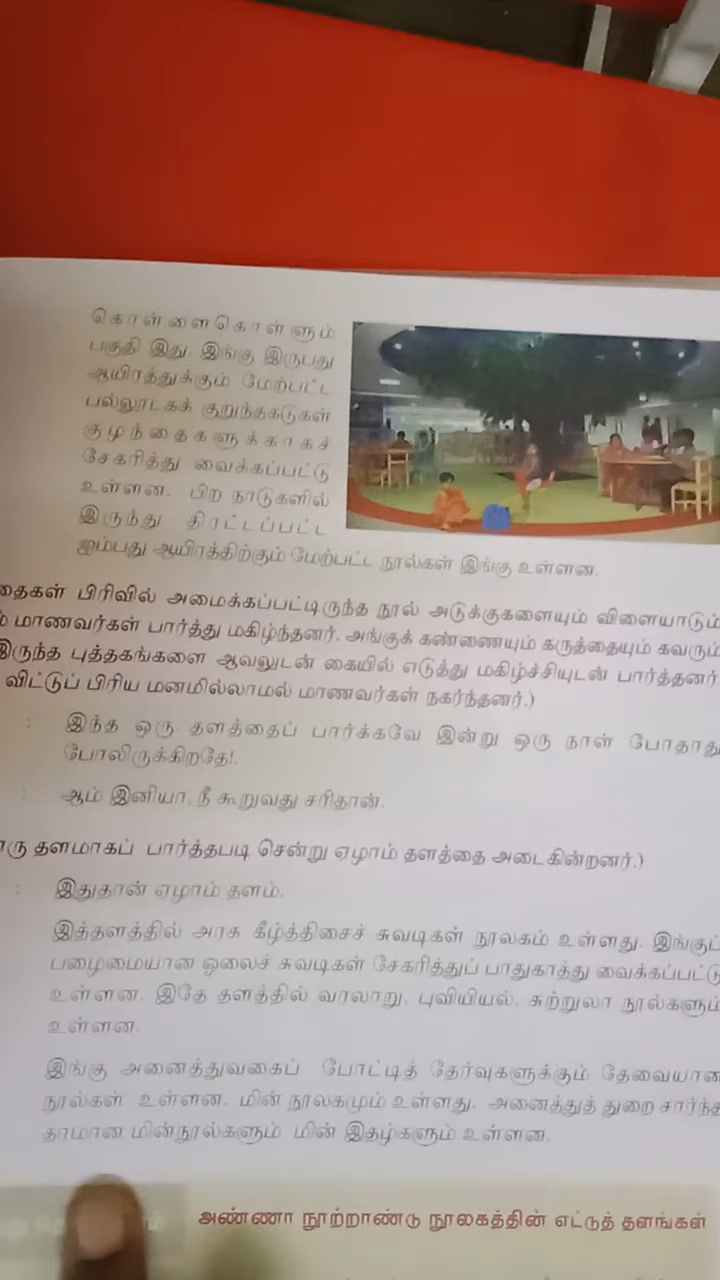 கொள்ளைகொள்ளும்
பகுதி இது. இங்கு இருபது
ஆயிரத்துக்கும் மேற்பட்ட
பல்லூடகக் குறுந்தகடுகள்
குழந்தைகளுக்காகச்
சேகரித்து வைக்கப்பட்டு
உள்ளன. பிற நாடுகளில்
இருந்து திரட்டப்பட்ட
ஐம்பது ஆயிரத்திற்கும் மேற்பட்ட நூல்கள் இங்கு உள்ளன.
தைகள் பிரிவில் அமைக்கப்பட்டிருந்த நூல் அடுக்குகளையும் விளையாடும்
மாணவர்கள் பார்த்து மகிழ்ந்தனர். அங்குக் கண்ணையும் கருத்தையும் கவரும்
இருந்த புத்தகங்களை ஆவலுடன் கையில் எடுத்து மகிழ்ச்சியுடன் பார்த்தனர்
விட்டுப் பிரிய மனமில்லாமல் மாணவர்கள் நகர்ந்தனர்.)
: இந்த ஒரு தளத்தைப் பார்க்கவே இன்று ஒரு நாள் போதாது
போலிருக்கிறதே!.
: ஆம் இனியா, நீ கூறுவது சரிதான்.
ளாரு தளமாகப் பார்த்தபடி சென்று ஏழாம் தளத்தை அடைகின்றனர்.)
: இதுதான் ஏழாம் தளம்.
இத்தளத்தில் அரசு கீழ்த்திசைச் சுவடிகள் நூலகம் உள்ளது. இங்குப்
பழைமையான ஓலைச் சுவடிகள் சேகரித்துப் பாதுகாத்து வைக்கப்பட்டு
உள்ளன. இதே தளத்தில் வரலாறு, புவியியல், சுற்றுலா நூல்களும்
உள்ளன.
இங்கு அனைத்துவகைப் போட்டித் தேர்வுகளுக்கும் தேவையான
நூல்கள் உள்ளன. மின் நூலகமும் உள்ளது. அனைத்துத் துறை சார்ந்த
தரமான மின்நூல்களும் மின் இதழ்களும் உள்ளன.
அண்ணா நூற்றாண்டு நூலகத்தின் எட்டுத் தளங்கள்